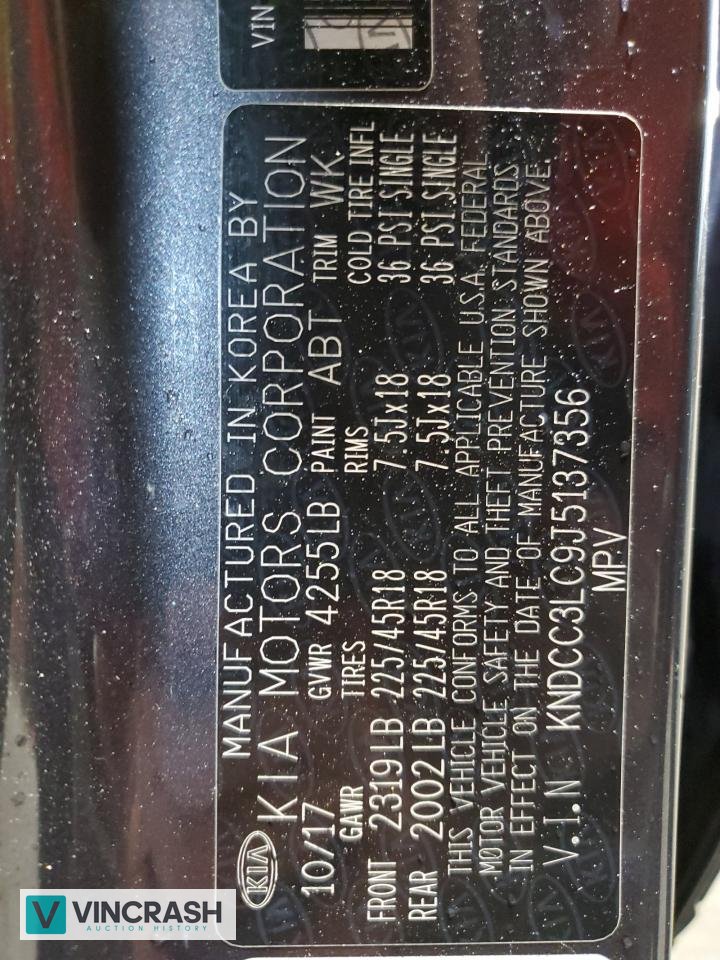 VIN
MANUFACTURED IN KOREA BY
KIA KIA MOTORS CORPORATION
10/17 GVWR 4255LB PAINT ABT TRIM WK
GAWR TIRES RIMS COLD TIRE INFL
FRONT 2319LB 225/45R18 7.5Jx18 36 PSI SINGLE
REAR 2002LB 225/45R18 7.5Jx18 36 PSI SINGLE
THIS VEHICLE CONFORMS TO ALL APPLICABLE U.S.A. FEDERAL
MOTOR VEHICLE SAFETY AND THEFT PREVENTION STANDARDS
IN EFFECT ON THE DATE OF MANUFACTURE SHOWN ABOVE.
V.I.N: KNDCC3LC9J5137356
MPV
V VINCRASH
AUCTION HISTORY